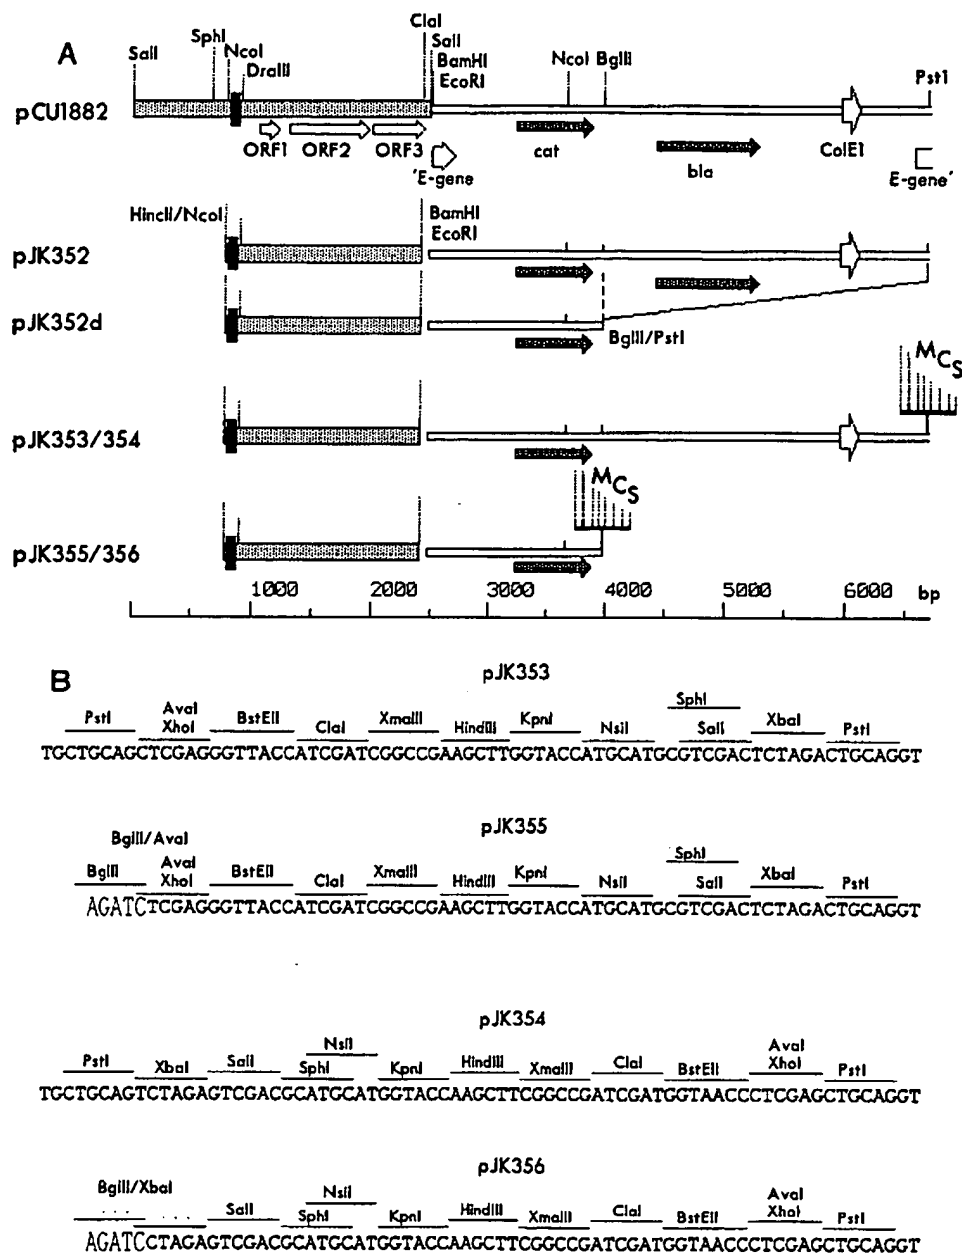 A
SalI
SphI
NcoI
DraIII
ClaI
SalI
BamHI
EcoRI
NcoI BglII
Pst1
pCU1882
ORF1 ORF2 ORF3
'E-gene
cat
bla
ColE1
E-gene'
HincII/NcoI
BamHI
EcoRI
pJK352
pJK352d
BglII/PstI
MCS
pJK353/354
MCS
pJK355/356
1000 2000 3000 4000 5000 6000 bp
B
pJK353
PstI AvaI XhoI BstEII ClaI XmaIII HindIII KpnI NsiI SphI SalI XbaI PstI
TGCTGCAGCTCGAGGGTTACCATCGATCGGCCGAAGCTTGGTACCATGCATGCGTCGACTCTAGACTGCAGGT
pJK355
BglII/AvaI
BglII AvaI XhoI BstEII ClaI XmaIII HindIII KpnI NsiI SphI SalI XbaI PstI
AGATCTCGAGGGTTACCATCGATCGGCCGAAGCTTGGTACCATGCATGCGTCGACTCTAGACTGCAGGT
pJK354
PstI XbaI SalI NsiI SphI KpnI HindIII XmaIII ClaI BstEII AvaI XhoI PstI
TGCTGCAGTCTAGAGTCGACGCATGCATGGTACCAAGCTTCGGCCGATCGATGGTAACCCTCGAGCTGCAGGT
pJK356
BglII/XbaI
SalI NsiI SphI KpnI HindIII XmaIII ClaI BstEII AvaI XhoI PstI
AGATCCTAGAGTCGACGCATGCATGGTACCAAGCTTCGGCCGATCGATGGTAACCCTCGAGCTGCAGGT